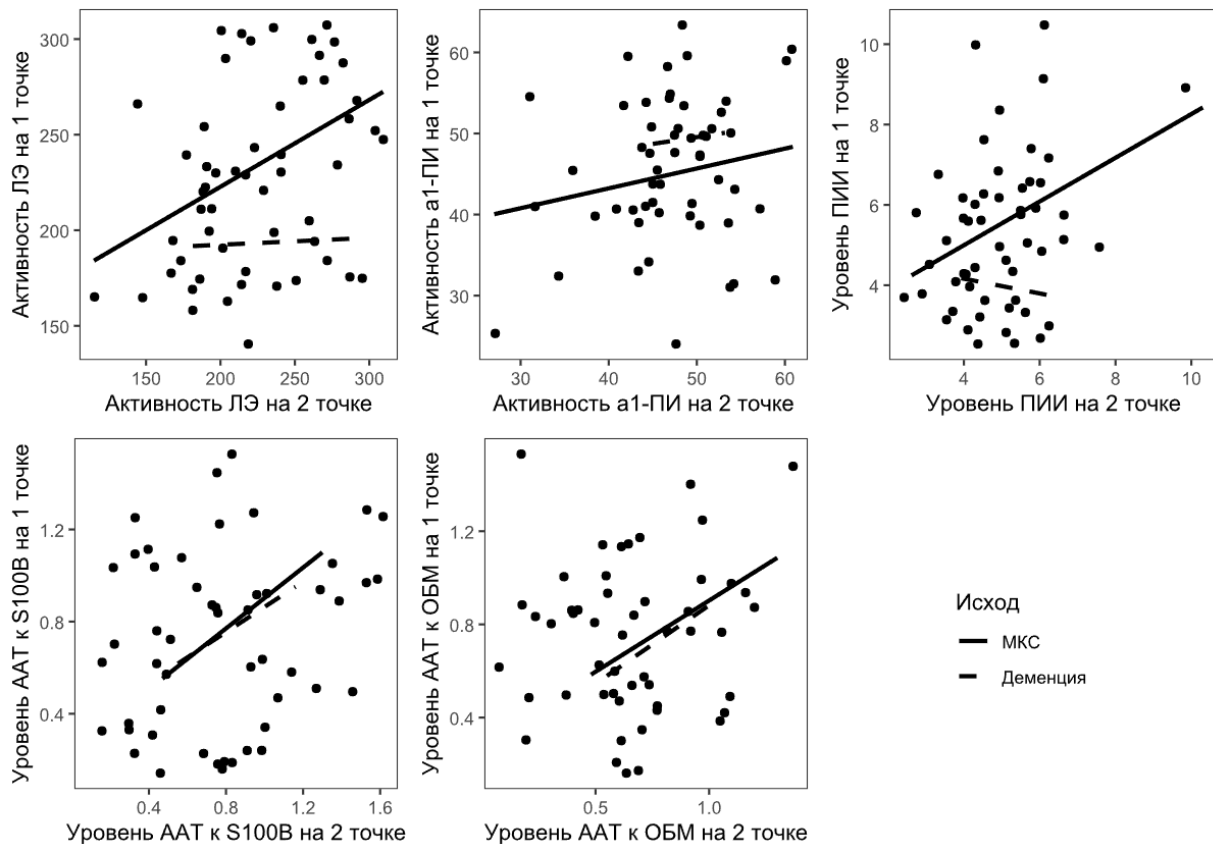 Активность ЛЭ на 1 точке
300
250
200
150
150
200
250
300
Активность ЛЭ на 2 точке
Активность a1-ПИ на 1 точке
60
50
40
30
30
40
50
60
Активность a1-ПИ на 2 точке
Уровень ПИИ на 1 точке
10
8
6
4
4
6
8
10
Уровень ПИИ на 2 точке
Уровень ААТ к S100B на 1 точке
1.2
0.8
0.4
0.4
0.8
1.2
1.6
Уровень ААТ к S100B на 2 точке
Уровень ААТ к ОБМ на 1 точке
1.2
0.8
0.4
0.5
1.0
Уровень ААТ к ОБМ на 2 точке
Исход
МКС
Деменция